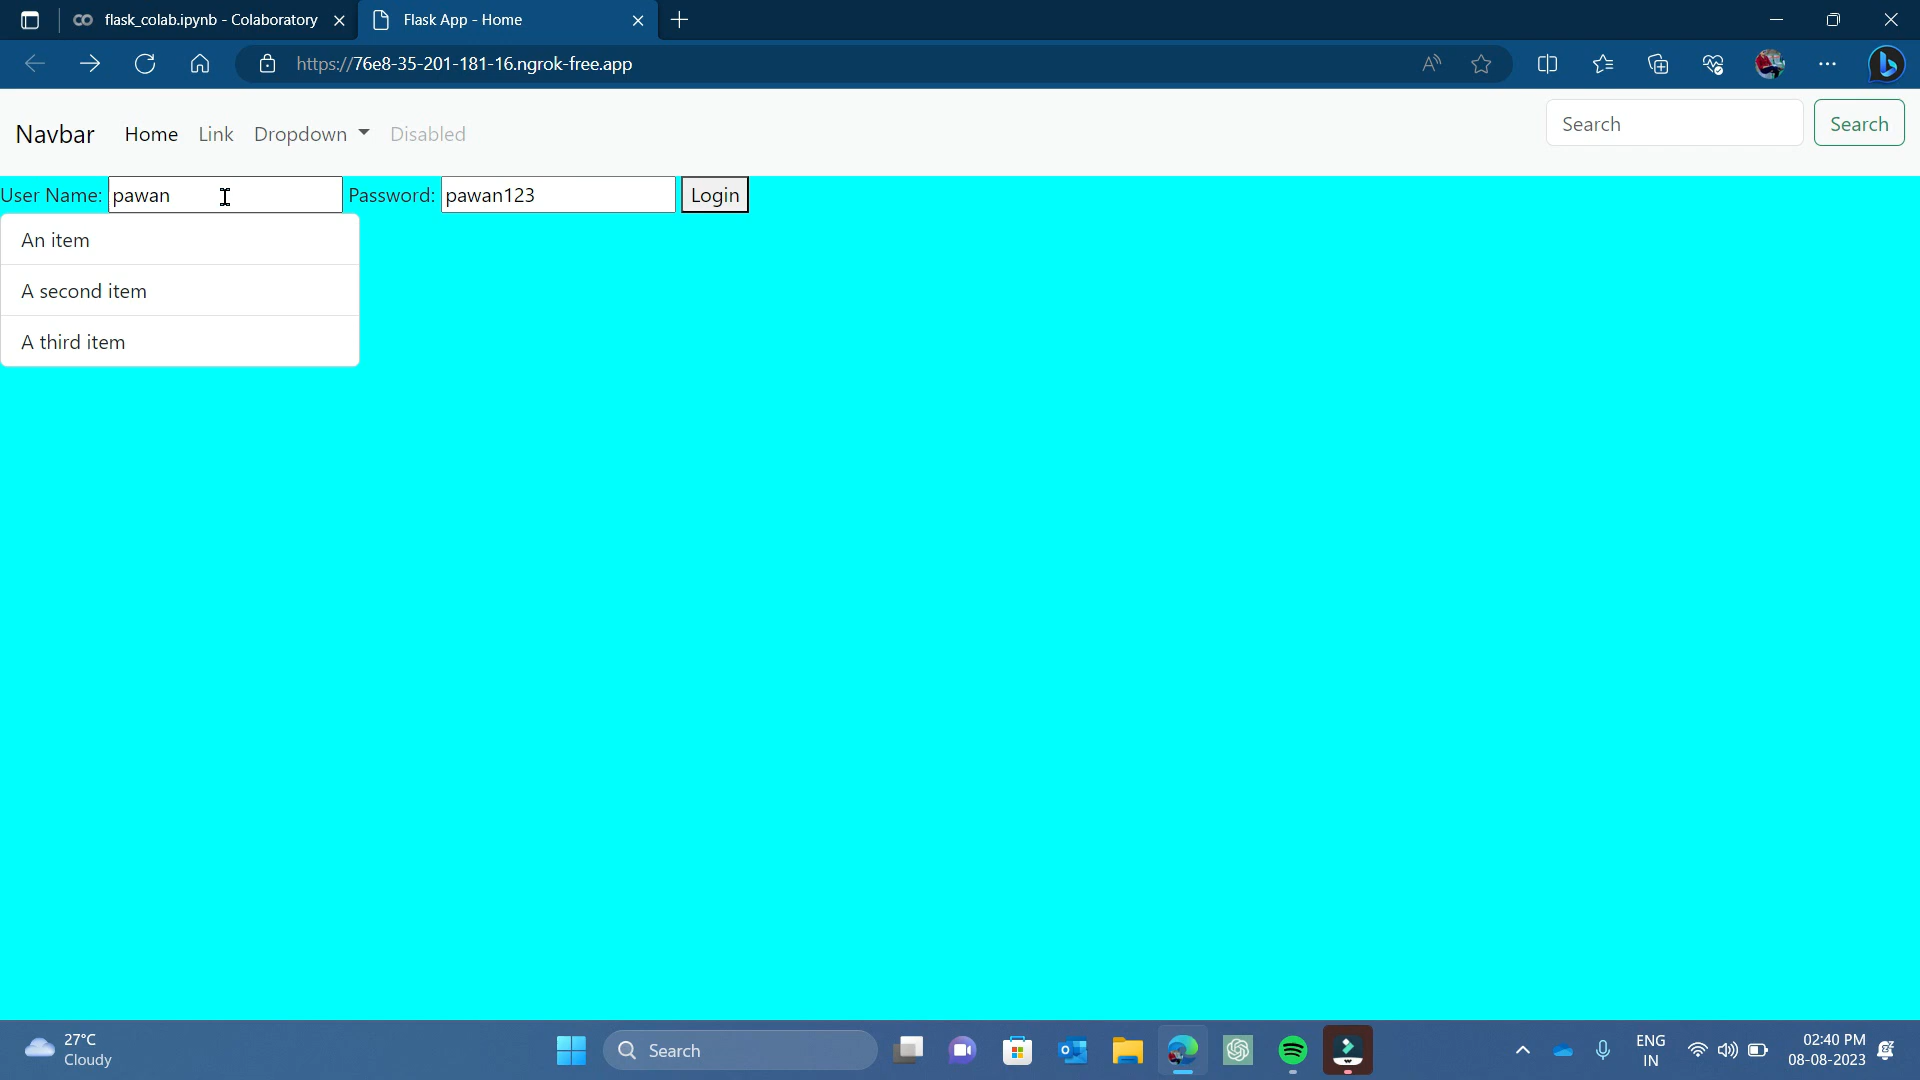 flask_colab.ipynb - Colaboratory
Flask App - Home
https://76e8-35-201-181-16.ngrok-free.app
Navbar Home Link Dropdown Disabled Search Search
User Name: pawan Password: pawan123 Login
An item
A second item
A third item
27°C
Cloudy
Search
ENG
IN
02:40 PM
08-08-2023